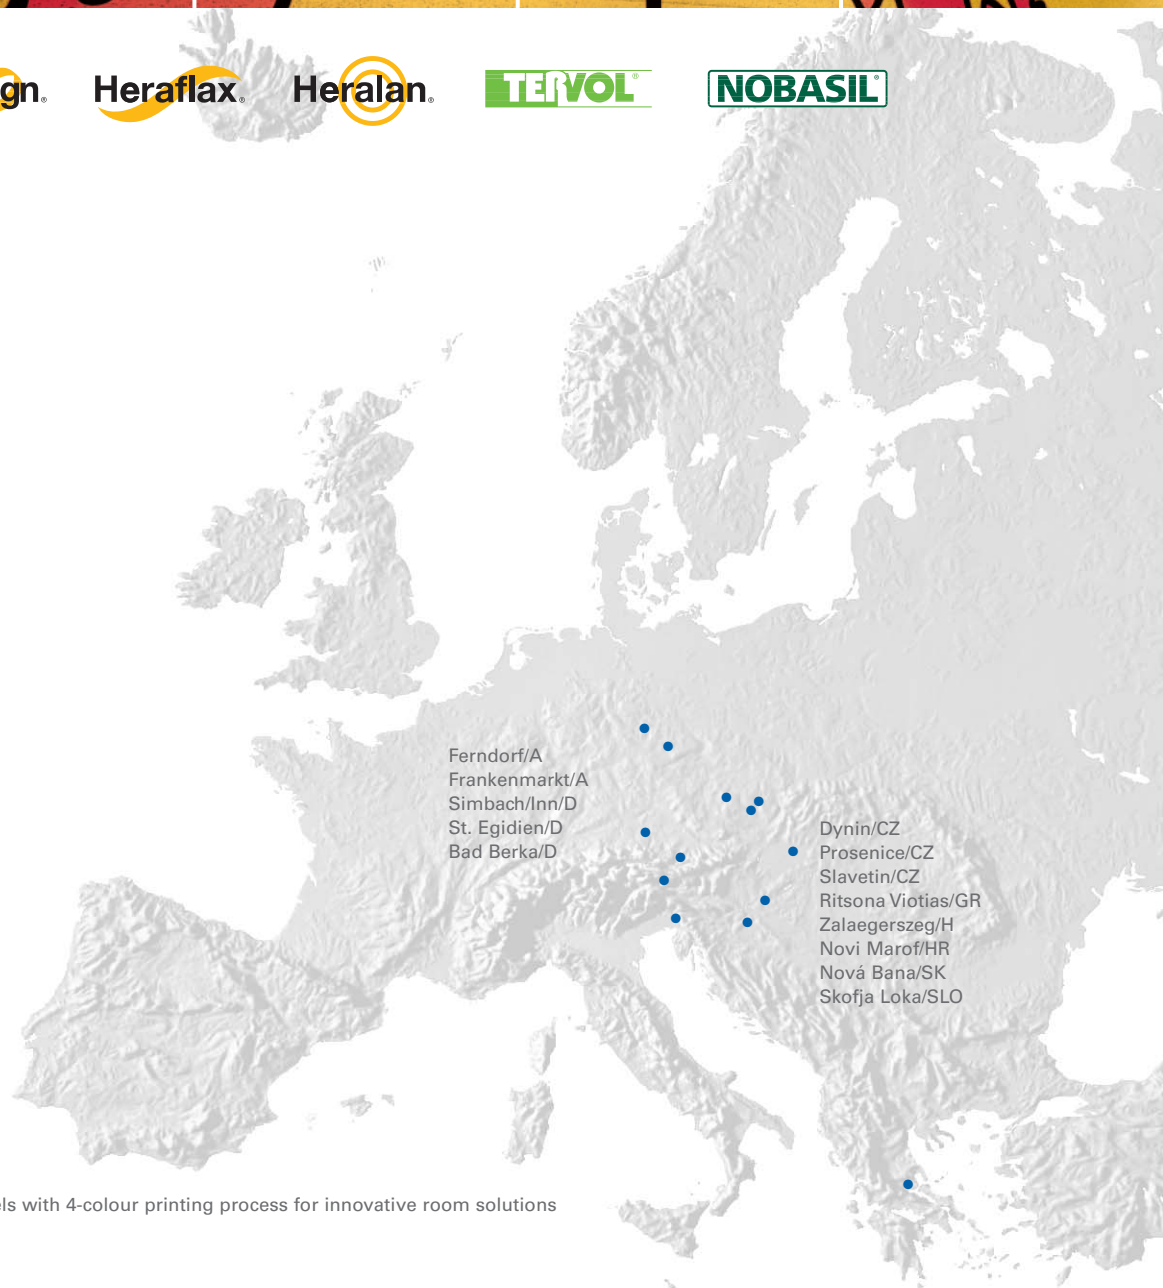 gn®
Heraflax®
Heralan®
TERVOL®
NOBASIL®
Ferndorf/A
Frankenmarkt/A
Simbach/Inn/D
St. Egidien/D
Bad Berka/D
Dynin/CZ
Prosenice/CZ
Slavetin/CZ
Ritsona Viotias/GR
Zalaegerszeg/H
Novi Marof/HR
Nová Bana/SK
Skofja Loka/SLO
els with 4-colour printing process for innovative room solutions